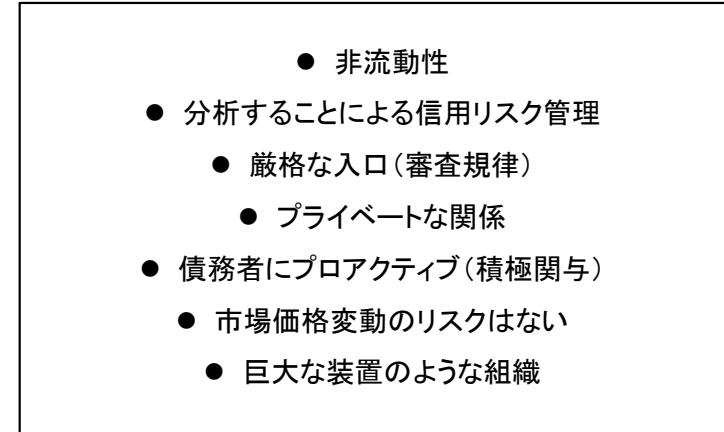 ● 非流動性
● 分析することによる信用リスク管理
● 厳格な入口（審査規律）
● プライベートな関係
● 債務者にプロアクティブ（積極関与）
● 市場価格変動のリスクはない
● 巨大な装置のような組織